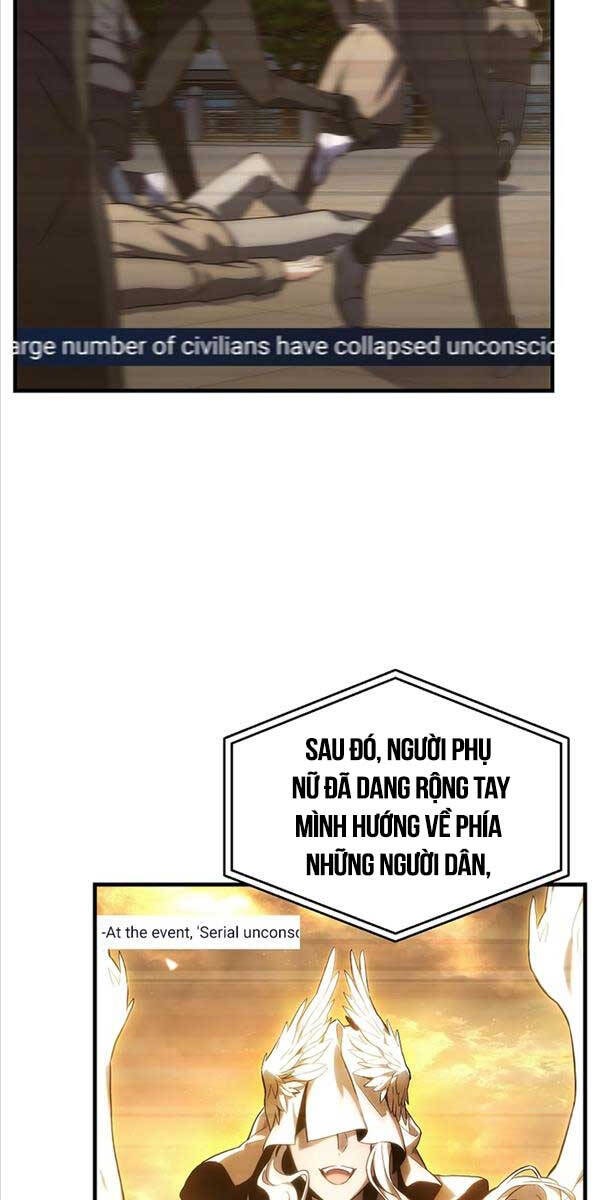 arge number of civilians have collapsed unconscio
SAU ĐÓ, NGƯỜI PHỤ
NỮ ĐÃ DANG RỘNG TAY
MÌNH HƯỚNG VỀ PHÍA
NHỮNG NGƯỜI DÂN,
-At the event, 'Serial unconsc